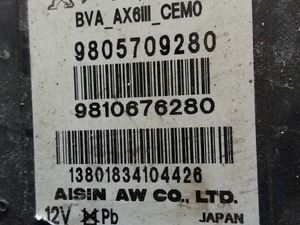 BVA_AX6III_CEMO
9805709280
9810676280
13801834104426
AISIN AW CO., LTD.
12V Pb JAPAN